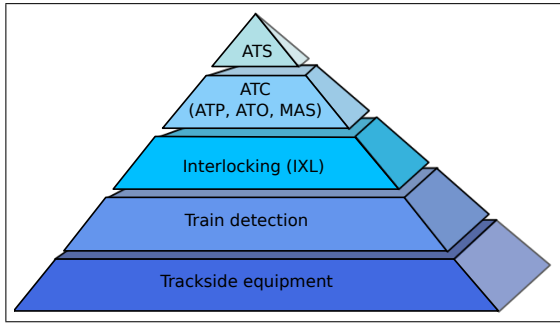 ATS
ATC
(ATP, ATO, MAS)
Interlocking (IXL)
Train detection
Trackside equipment